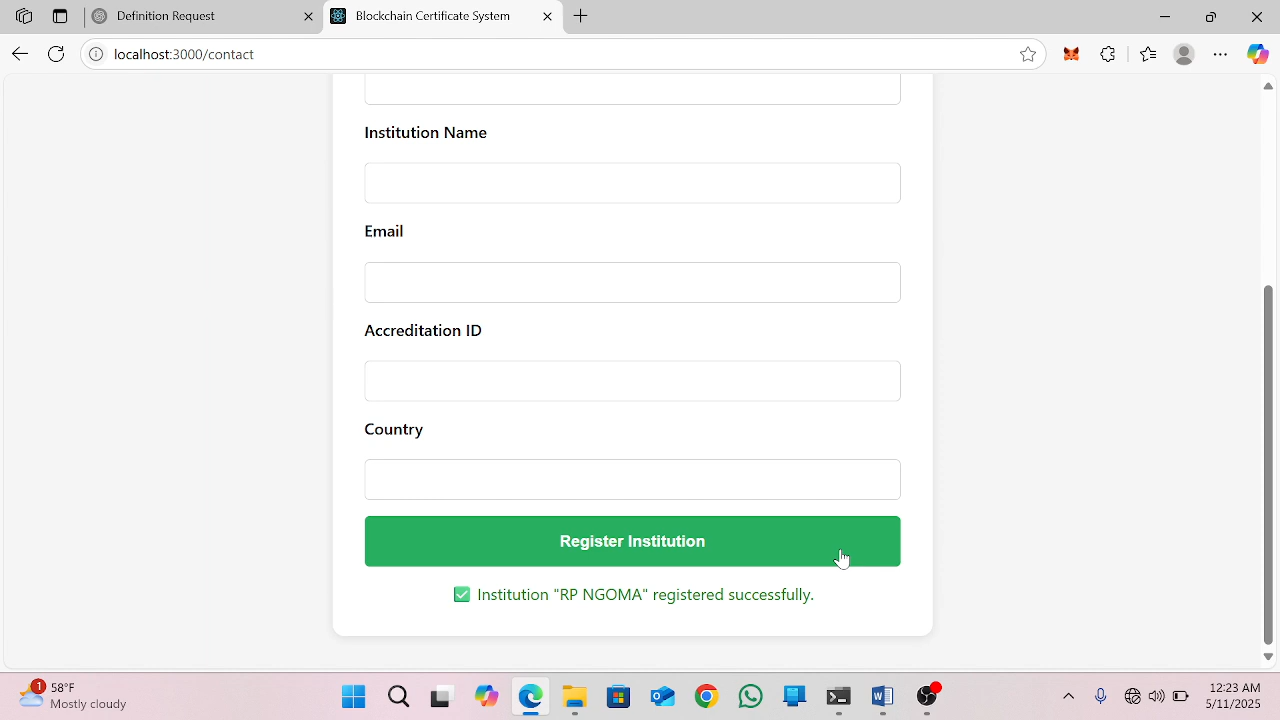 Definition Request
Blockchain Certificate System
localhost:3000/contact
Institution Name
Email
Accreditation ID
Country
Register Institution
Institution "RP NGOMA" registered successfully.
1
58°F
Mostly cloudy
12:23 AM
5/11/2025